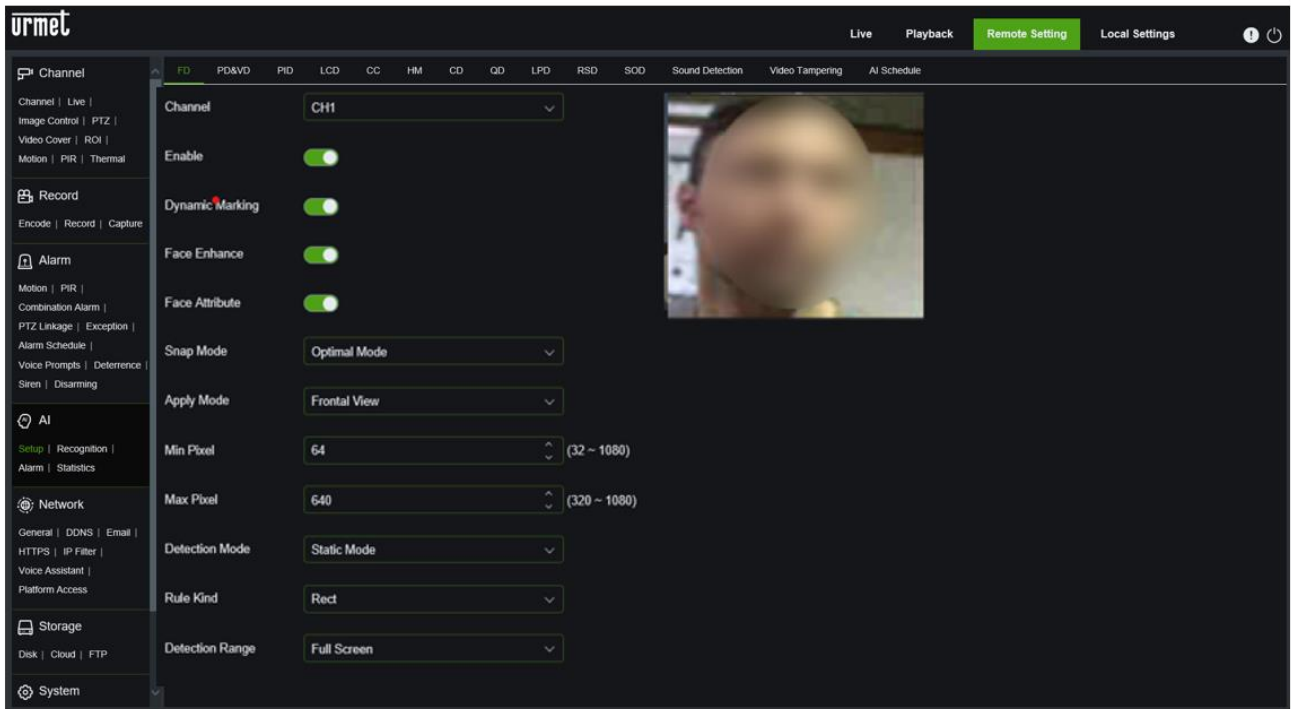 urmet
Live Playback Remote Setting Local Settings
Channel
Channel | Live |
Image Control | PTZ |
Video Cover | ROI |
Motion | PIR | Thermal
Record
Encode | Record | Capture
Alarm
Motion | PIR |
Combination Alarm |
PTZ Linkage | Exception |
Alarm Schedule |
Voice Prompts | Deterrence |
Siren | Disarming
AI
Setup | Recognition |
Alarm | Statistics
Network
General | DDNS | Email |
HTTPS | IP Filter |
Voice Assistant |
Platform Access
Storage
Disk | Cloud | FTP
System
FD PD&VD PID LCD CC HM CD QD LPD RSD SOD Sound Detection Video Tampering AI Schedule
Channel CH1
Enable
Dynamic Marking
Face Enhance
Face Attribute
Snap Mode Optimal Mode
Apply Mode Frontal View
Min Pixel 64 (32 ~ 1080)
Max Pixel 640 (320 ~ 1080)
Detection Mode Static Mode
Rule Kind Rect
Detection Range Full Screen